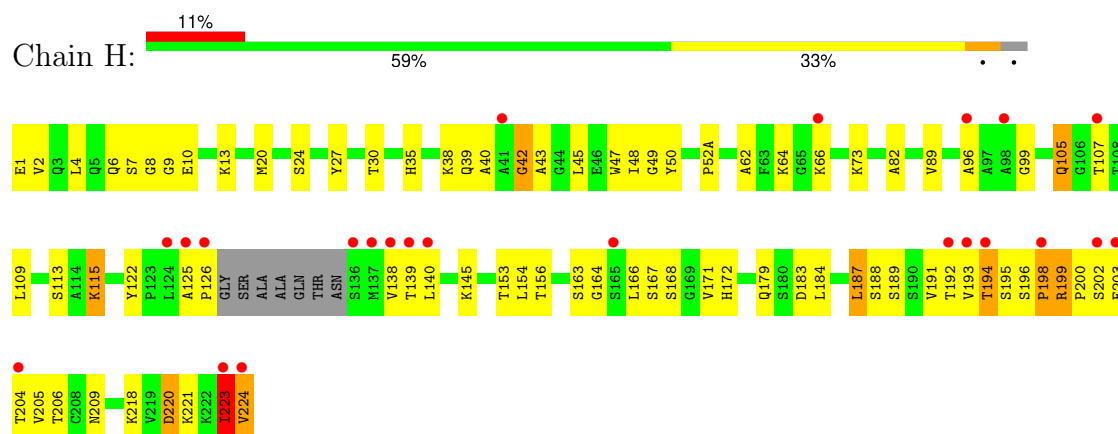 11%
Chain H:
59% 33% • •
E1 V2 Q3 L4 Q5 Q6 S7 G8 G9 E10 K13 M20 S24 Y27 T30 H35 K38 Q39 A40 A41 G42 A43 G44 L45 E46 W47 I48 G49 Y50 P52A A62 F63 K64 G65 K66 K73 A82 V89 A96 A97 A98 G99 Q105 G106 T107 T108
L109 S113 A114 K115 Y122 P123 L124 A125 P126 GLY SER ALA ALA GLN THR ASN S136 M137 V138 T139 L140 K145 T153 L154 T156 S163 G164 S165 L166 S167 S168 G169 V171 H172 Q179 S180 D183 L184 L187 S188 S189 S190 V191 T192 V193 T194 S195 S196 P198 R199 P200 S202
T204 V205 T206 C208 N209 K218 V219 D220 K221 K222 I223 V224